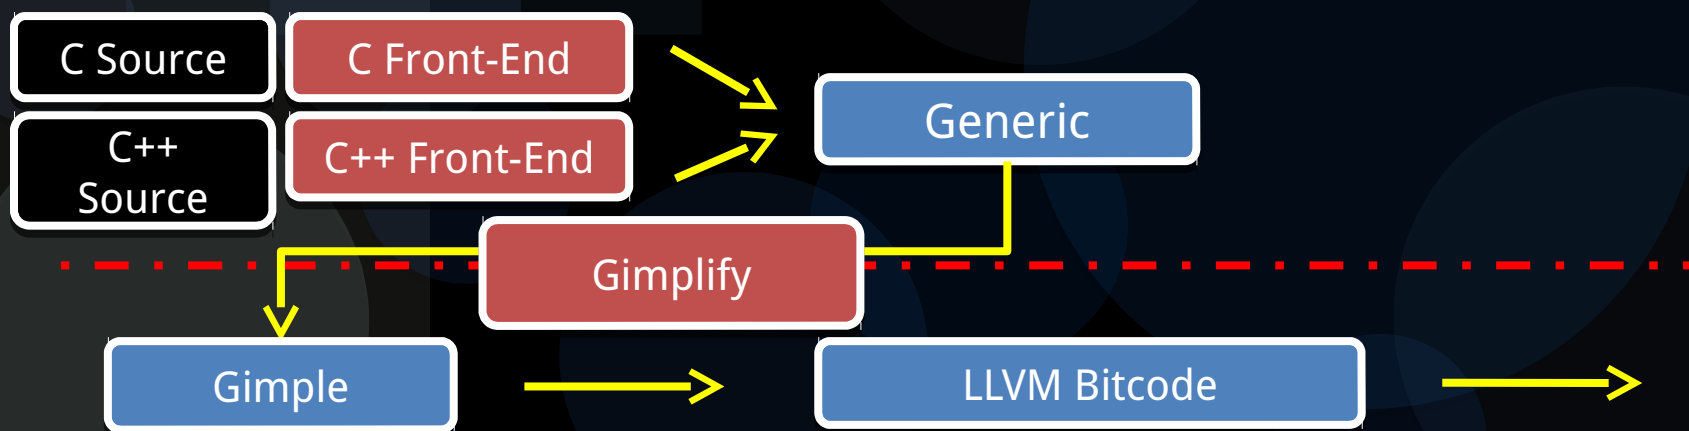 C Source
C Front-End
C++
Source
C++ Front-End
Generic
Gimplify
Gimple
LLVM Bitcode